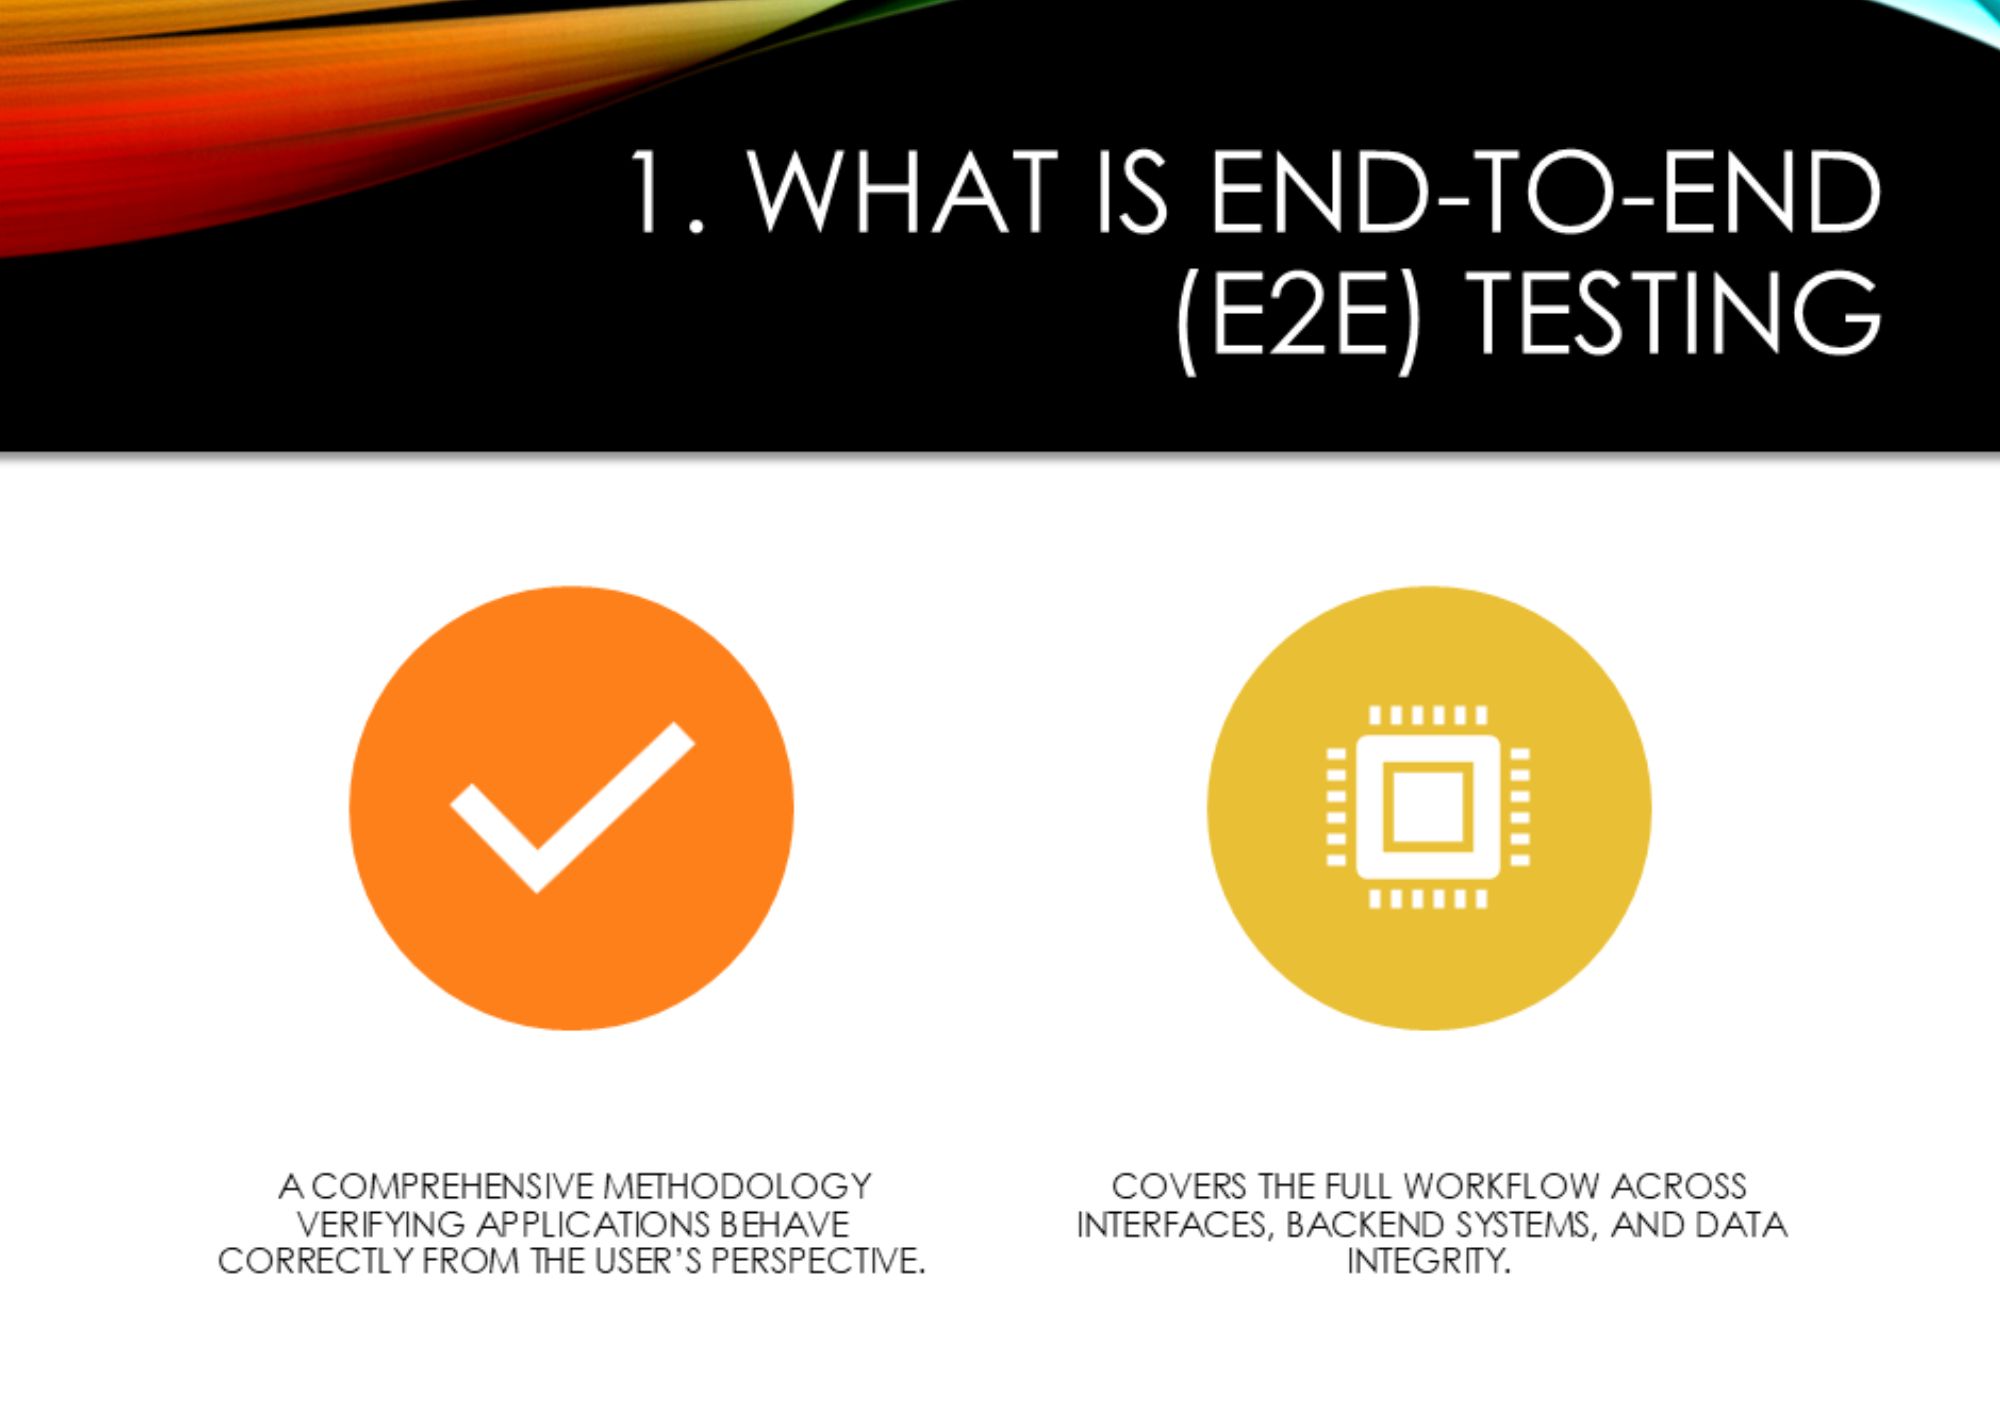 1. WHAT IS END-TO-END
(E2E) TESTING
A COMPREHENSIVE METHODOLOGY
VERIFYING APPLICATIONS BEHAVE
CORRECTLY FROM THE USER’S PERSPECTIVE.
COVERS THE FULL WORKFLOW ACROSS
INTERFACES, BACKEND SYSTEMS, AND DATA
INTEGRITY.